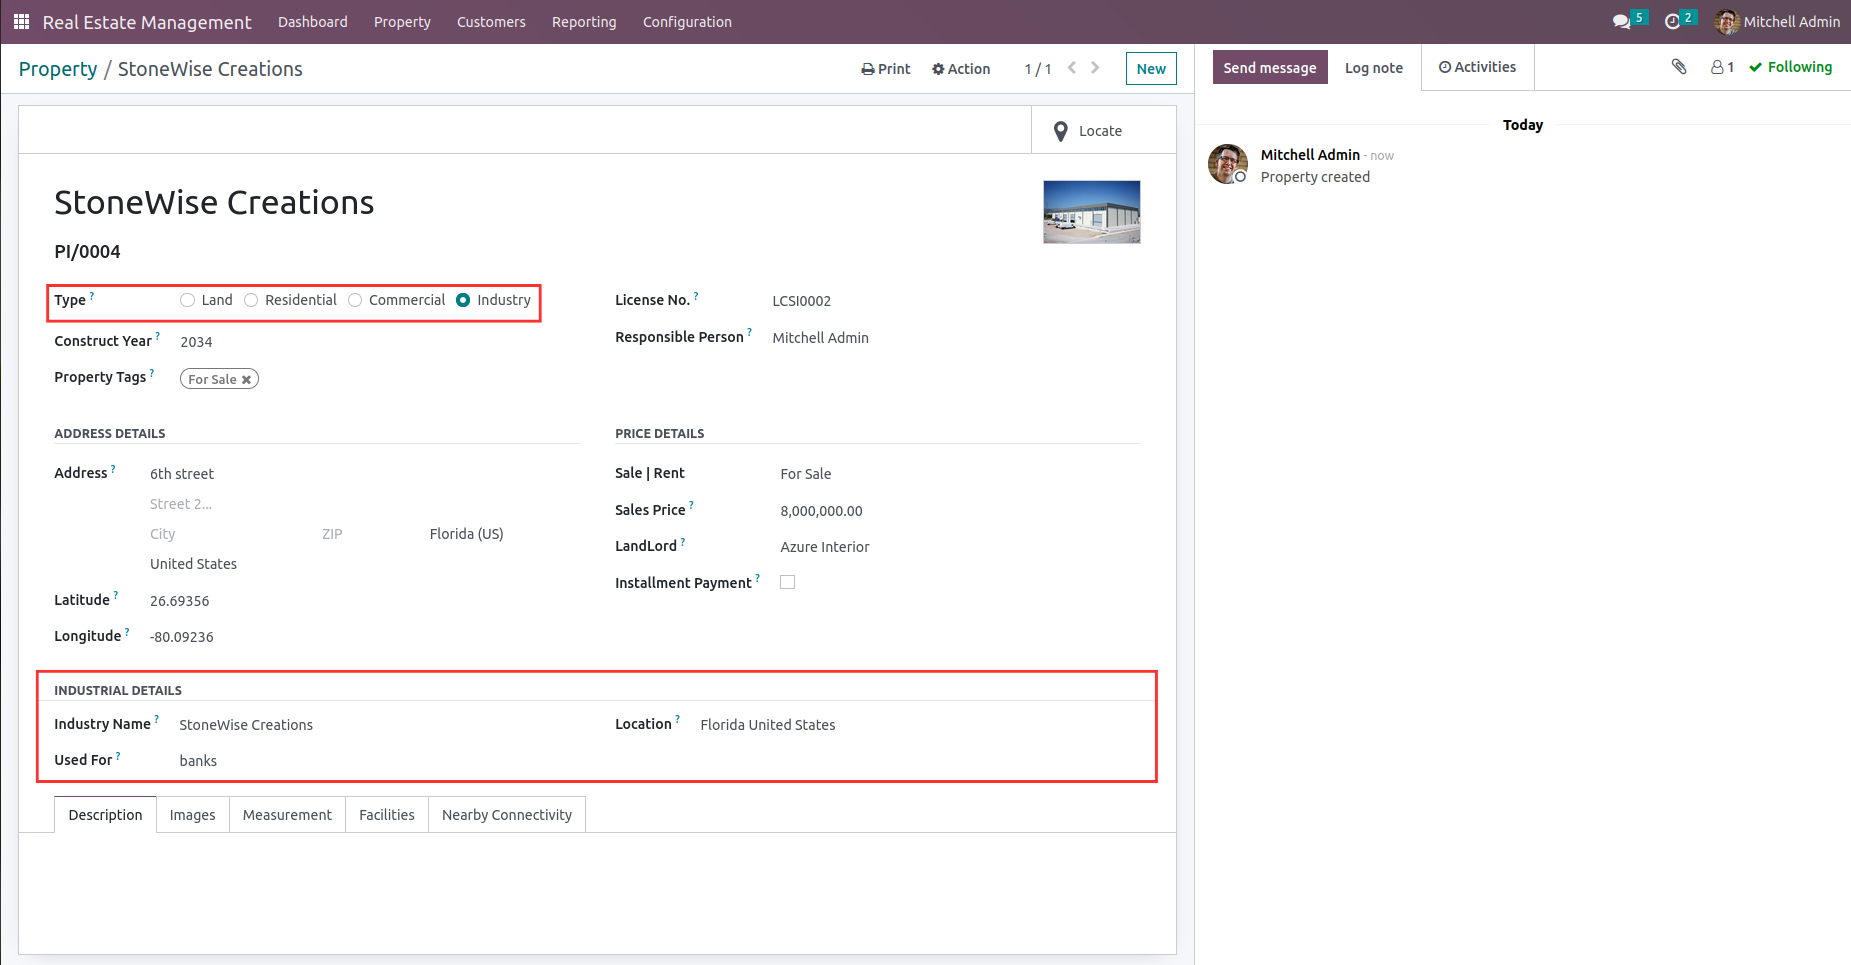 Real Estate Management Dashboard Property Customers Reporting Configuration 5 2 Mitchell Admin
Property / StoneWise Creations Print Action 1 / 1 New
Send message Log note Activities 1 Following
Locate
Today
Mitchell Admin - now
Property created
StoneWise Creations
PI/0004
Type ? Land Residential Commercial Industry
License No. ? LCSI0002
Construct Year ? 2034
Responsible Person ? Mitchell Admin
Property Tags ? For Sale ✖
ADDRESS DETAILS
Address ? 6th street
Street 2...
City ZIP Florida (US)
United States
Latitude ? 26.69356
Longitude ? -80.09236
PRICE DETAILS
Sale | Rent For Sale
Sales Price ? 8,000,000.00
LandLord ? Azure Interior
Installment Payment ?
INDUSTRIAL DETAILS
Industry Name ? StoneWise Creations
Location ? Florida United States
Used For ? banks
Description Images Measurement Facilities Nearby Connectivity